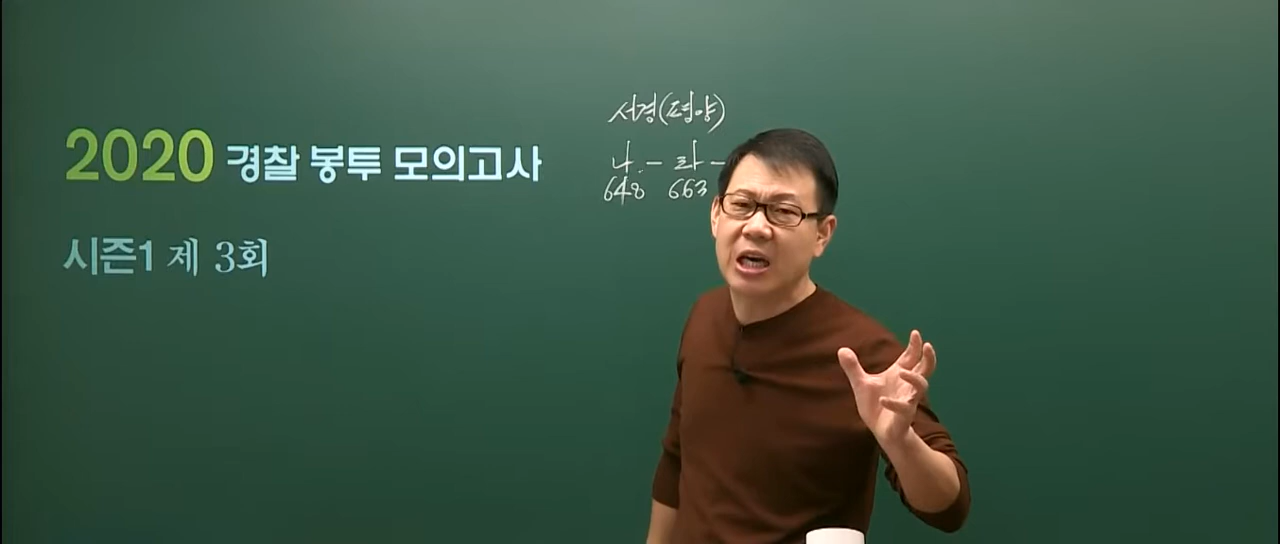 2020 경찰 봉투 모의고사
시즌1 제 3회
서경(평양)
나 - 라 -
648 663